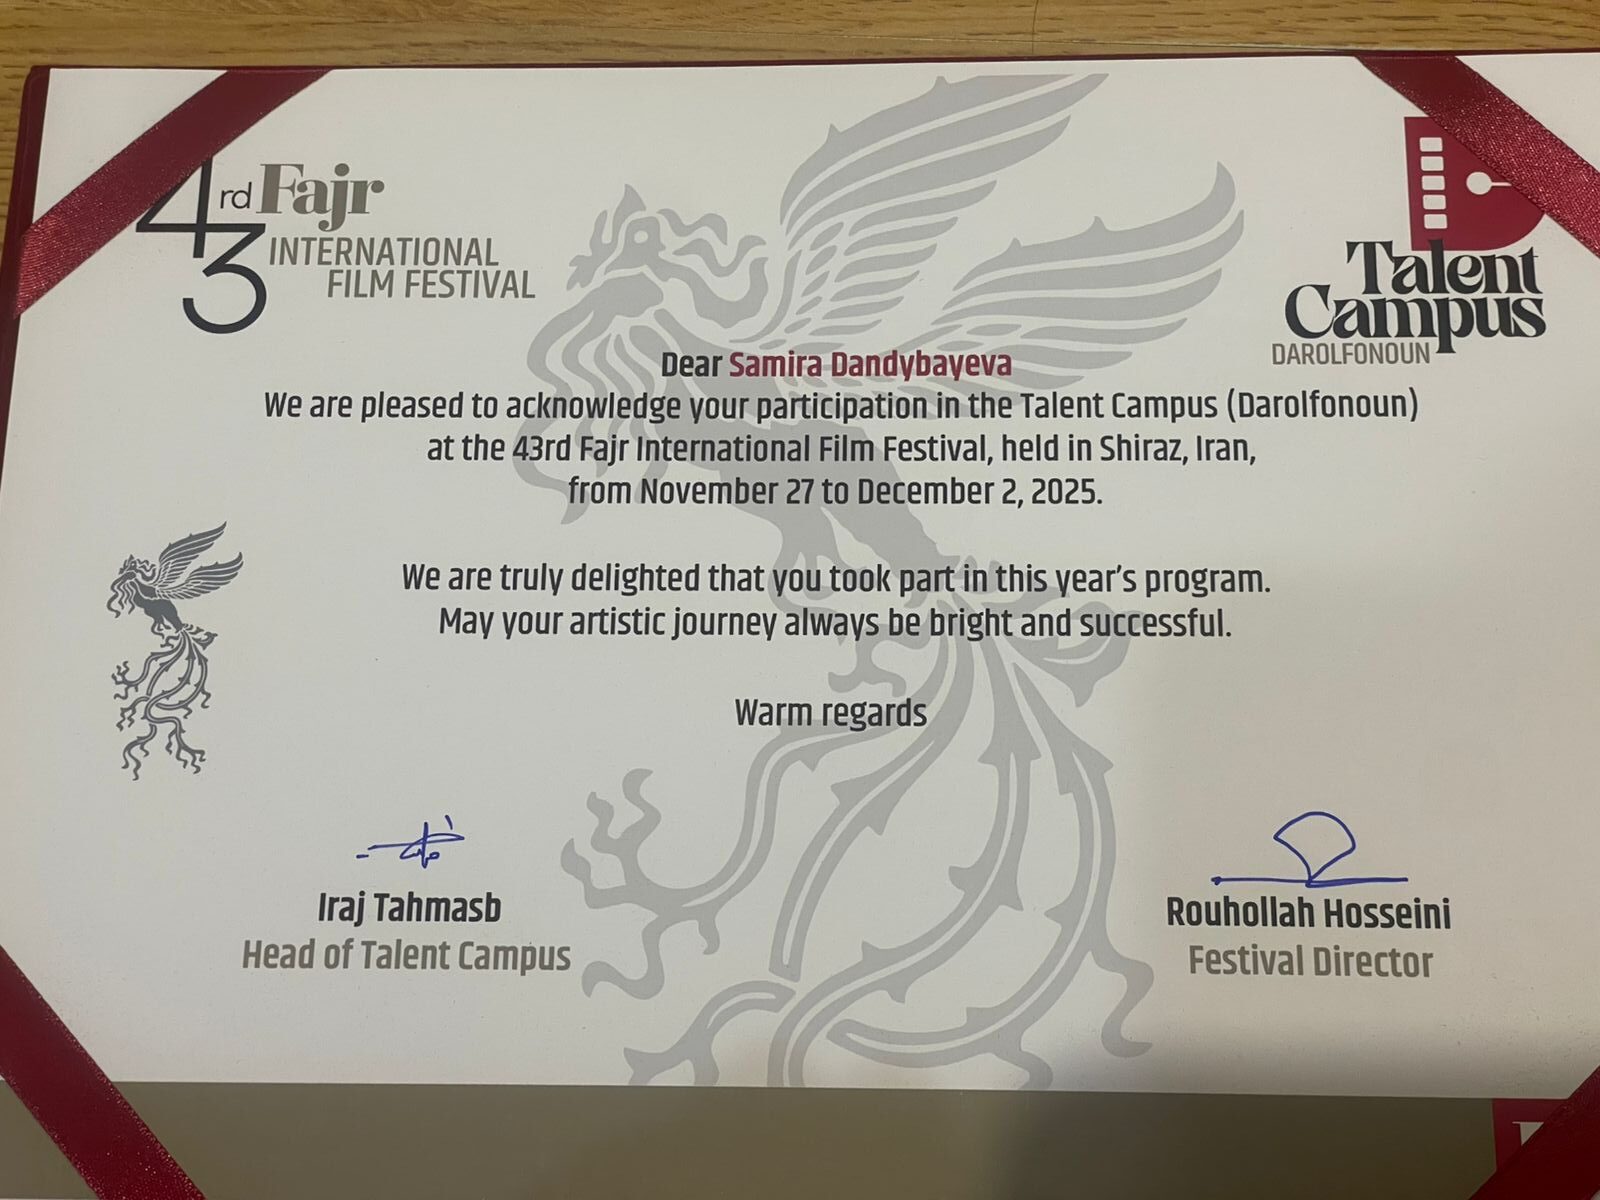 43rd Fajr
INTERNATIONAL
FILM FESTIVAL
Talent
Campus
DAROLFONOUN
Dear Samira Dandybayeva
We are pleased to acknowledge your participation in the Talent Campus (Darolfonoun)
at the 43rd Fajr International Film Festival, held in Shiraz, Iran,
from November 27 to December 2, 2025.
We are truly delighted that you took part in this year's program.
May your artistic journey always be bright and successful.
Warm regards
Iraj Tahmasb
Head of Talent Campus
Rouhollah Hosseini
Festival Director